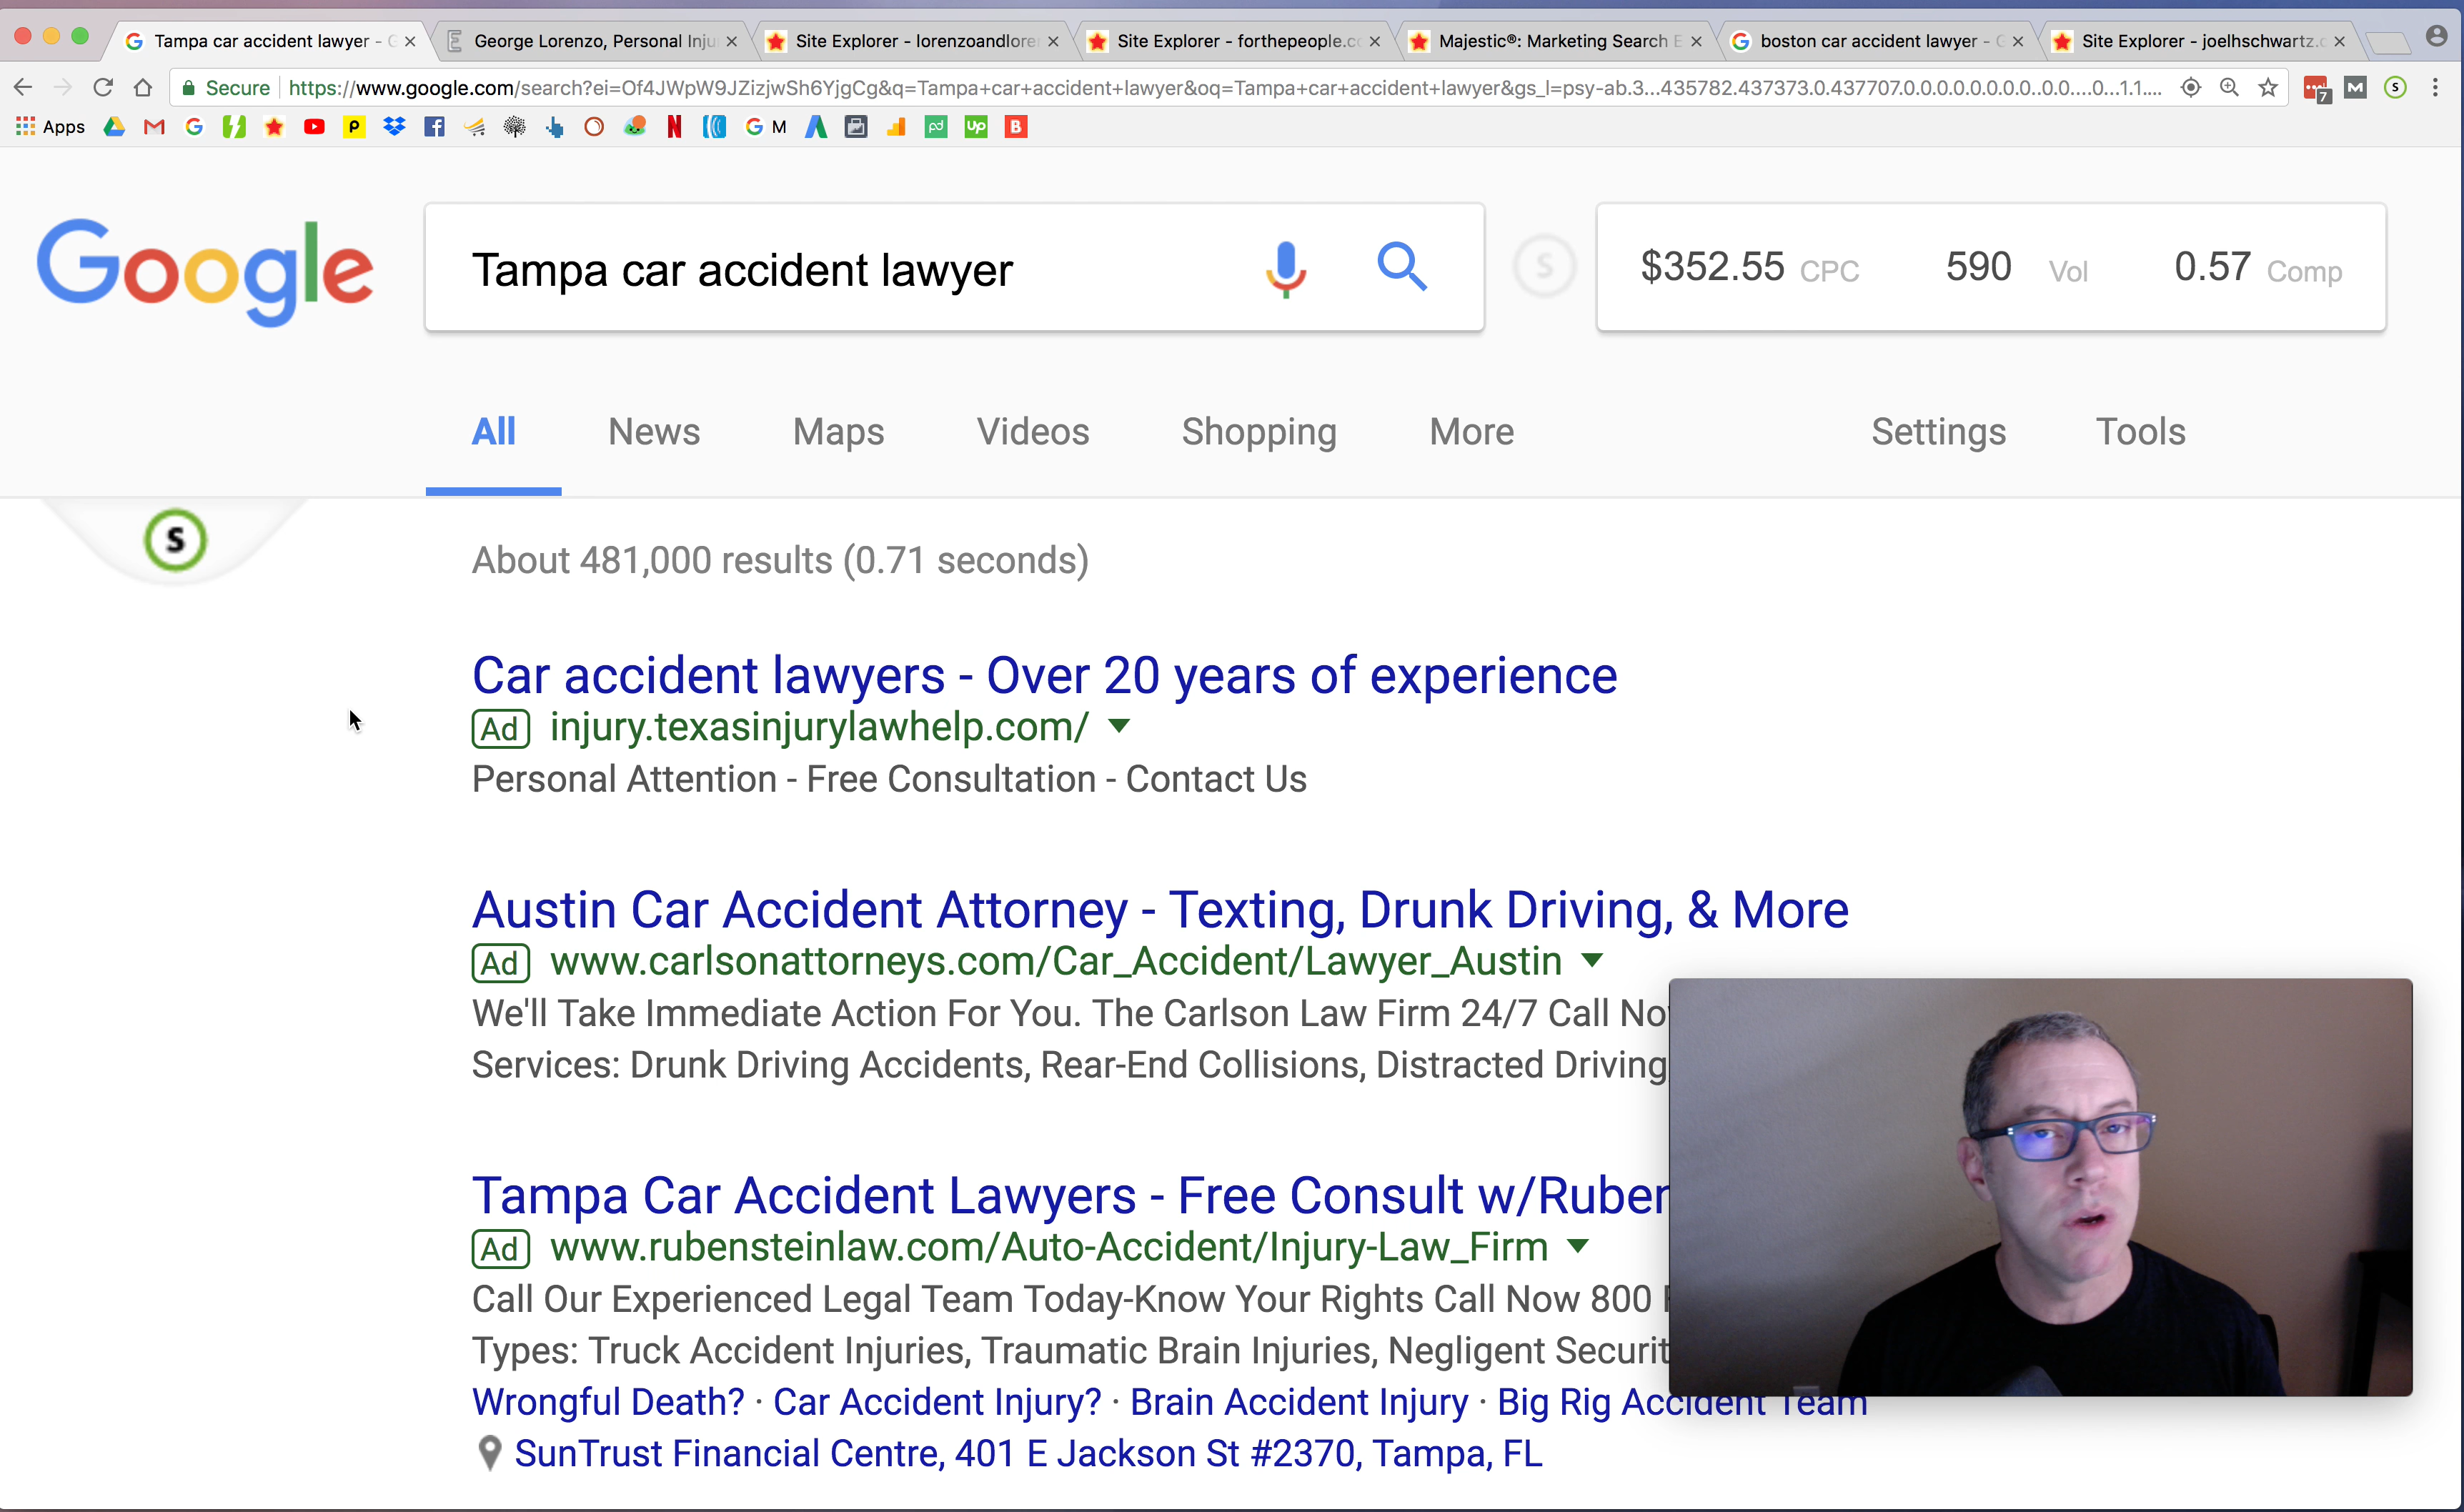 Tampa car accident lawyer - G
George Lorenzo, Personal Inju
Site Explorer - lorenzoandlore
Site Explorer - forthepeople.co
Majestic®: Marketing Search E
boston car accident lawyer - G
Site Explorer - joelhschwartz.c
Secure
https://www.google.com/search?ei=Of4JWpW9JZizjwSh6YjgCg&q=Tampa+car+accident+lawyer&oq=Tampa+car+accident+lawyer&gs_l=psy-ab.3...435782.437373.0.437707.0.0.0.0.0.0.0..0.0....0...1.1....
7
Apps
M
Google
Tampa car accident lawyer
S
$352.55 CPC 590 Vol 0.57 Comp
All News Maps Videos Shopping More Settings Tools
S
About 481,000 results (0.71 seconds)
Car accident lawyers - Over 20 years of experience
Ad injury.texasinjurylawhelp.com/
Personal Attention - Free Consultation - Contact Us
Austin Car Accident Attorney - Texting, Drunk Driving, & More
Ad www.carlsonattorneys.com/Car_Accident/Lawyer_Austin
We'll Take Immediate Action For You. The Carlson Law Firm 24/7 Call No
Services: Drunk Driving Accidents, Rear-End Collisions, Distracted Driving,
Tampa Car Accident Lawyers - Free Consult w/Ruben
Ad www.rubensteinlaw.com/Auto-Accident/Injury-Law_Firm
Call Our Experienced Legal Team Today-Know Your Rights Call Now 800
Types: Truck Accident Injuries, Traumatic Brain Injuries, Negligent Securit
Wrongful Death? · Car Accident Injury? · Brain Accident Injury · Big Rig Accident Team
SunTrust Financial Centre, 401 E Jackson St #2370, Tampa, FL